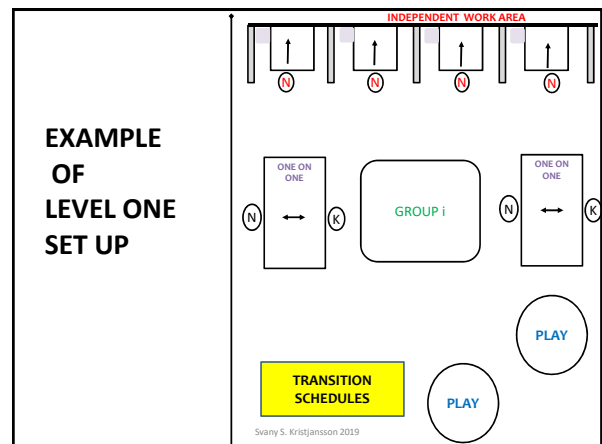 INDEPENDENT WORK AREA
N N N N
EXAMPLE
OF
LEVEL ONE
SET UP
ONE ON
ONE
N K
GROUP i
ONE ON
ONE
N K
PLAY
TRANSITION
SCHEDULES
PLAY
Svany S. Kristjansson 2019